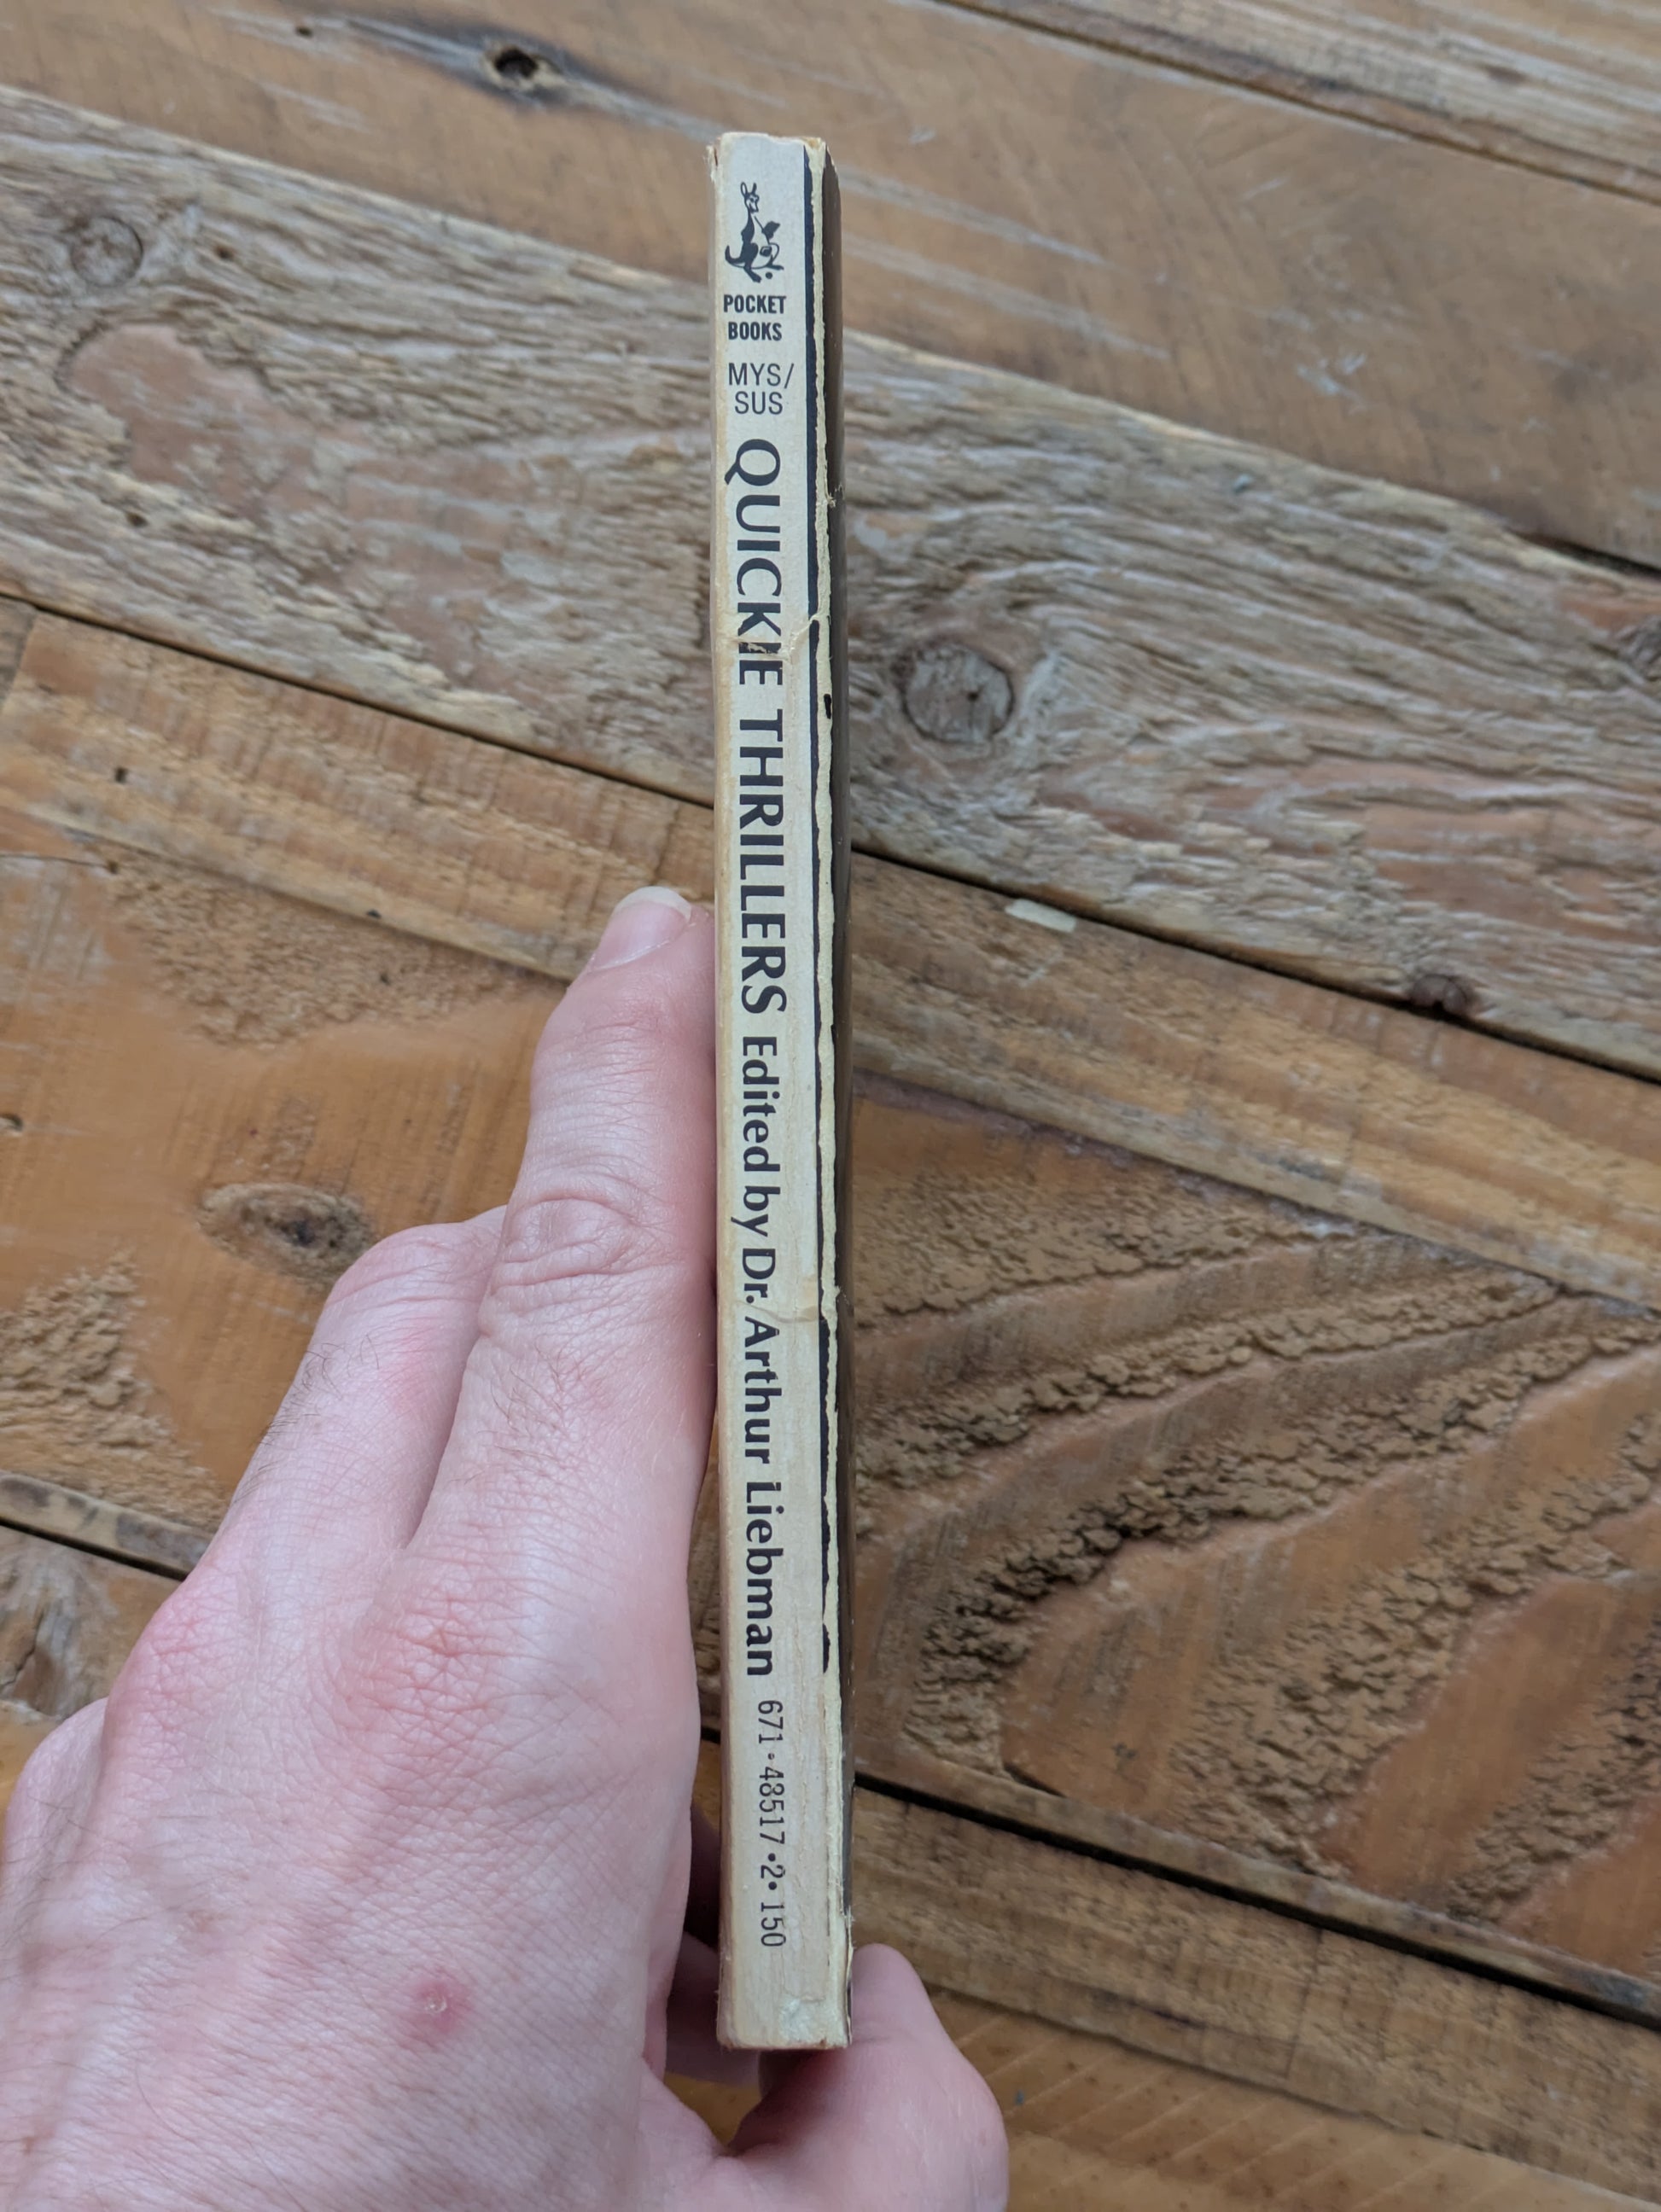 POCKET
BOOKS
MYS/
SUS
QUICKIE THRILLERS Edited by Dr. Arthur Liebman 671·48517·2·150